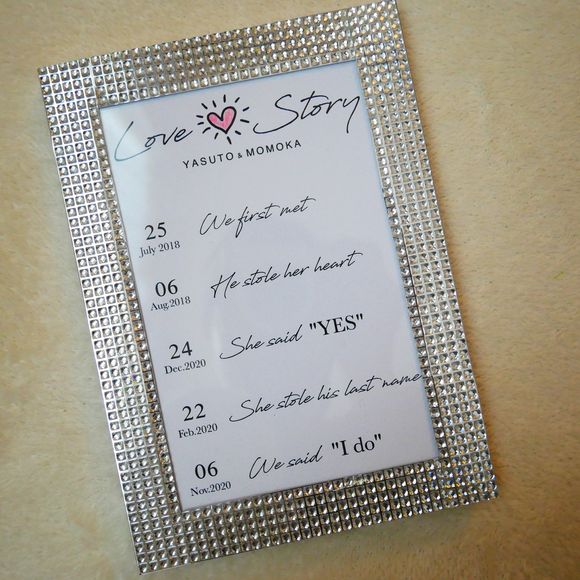 Love Story
YASUTO & MOMOKA
25 We first met
July 2018
06 He stole her heart
Aug.2018
24 She said "YES"
Dec.2020
22 She stole his last name
Feb.2020
06 We said "I do"
Nov.2020